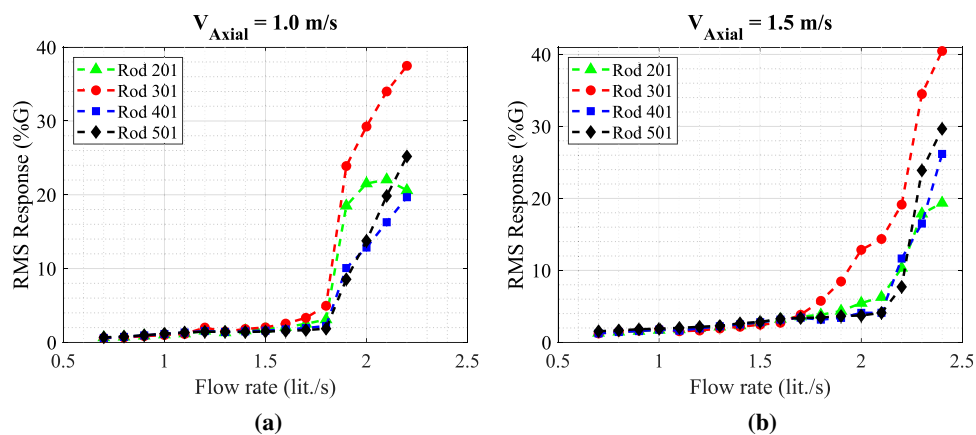 V_Axial = 1.0 m/s
RMS Response (%G)
40
30
20
10
0
Rod 201
Rod 301
Rod 401
Rod 501
0.5 1 1.5 2 2.5
Flow rate (lit./s)
(a)
V_Axial = 1.5 m/s
RMS Response (%G)
40
30
20
10
0
Rod 201
Rod 301
Rod 401
Rod 501
0.5 1 1.5 2 2.5
Flow rate (lit./s)
(b)